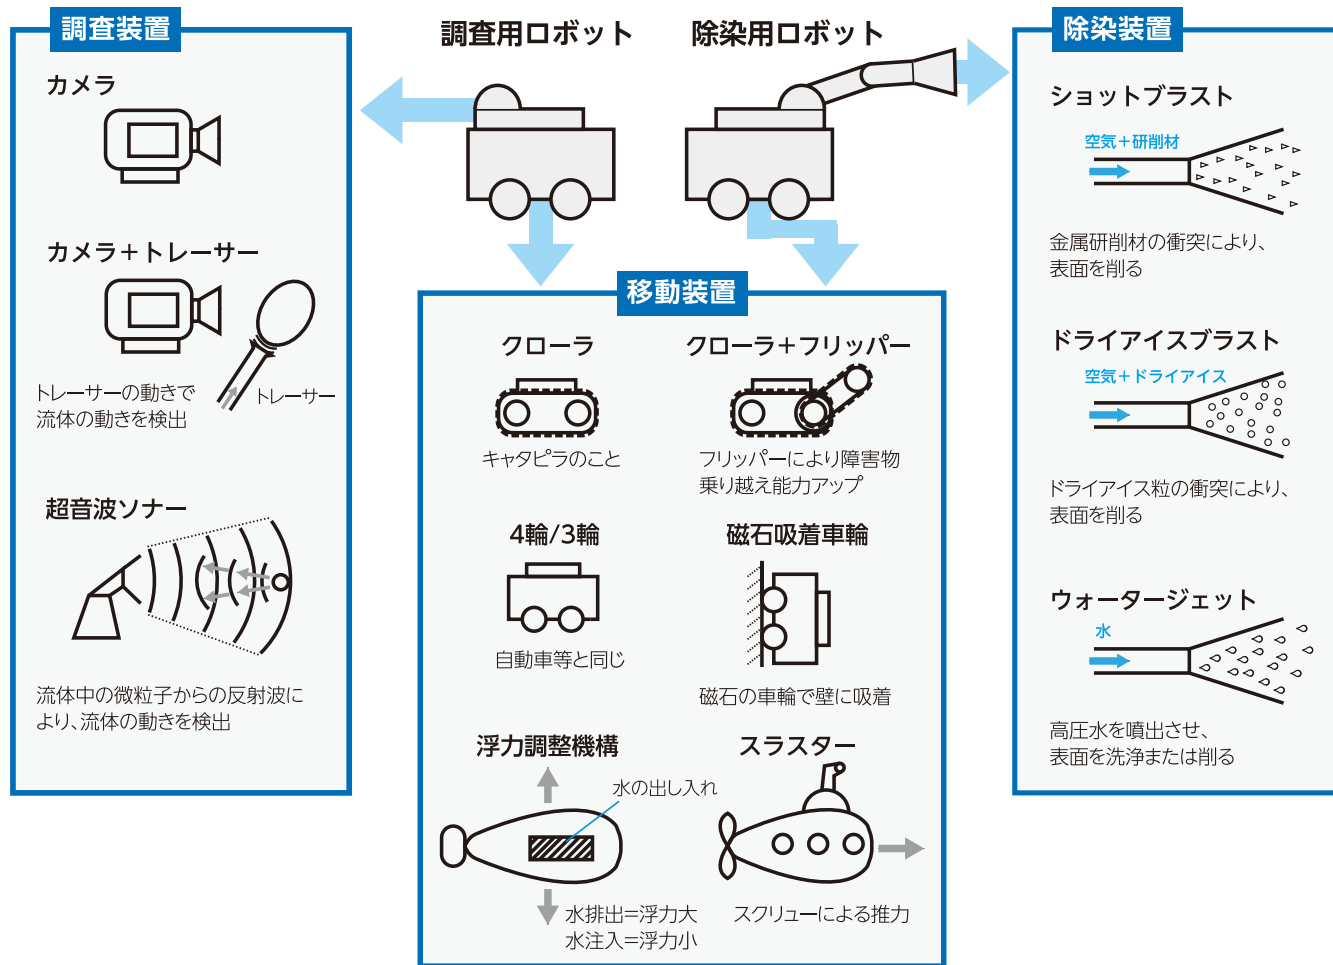 調査用ロボット
除染用ロボット
調査装置
カメラ
カメラ＋トレーサー
トレーサーの動きで
流体の動きを検出
トレーサー
超音波ソナー
流体中の微粒子からの反射波に
より、流体の動きを検出
移動装置
クローラ
キャタピラのこと
クローラ＋フリッパー
フリッパーにより障害物
乗り越え能力アップ
4輪/3輪
自動車等と同じ
磁石吸着車輪
磁石の車輪で壁に吸着
浮力調整機構
水の出し入れ
水排出＝浮力大
水注入＝浮力小
スラスター
スクリューによる推力
除染装置
ショットブラスト
空気＋研削材
金属研削材の衝突により、
表面を削る
ドライアイスブラスト
空気＋ドライアイス
ドライアイス粒の衝突により、
表面を削る
ウォータージェット
水
高圧水を噴出させ、
表面を洗浄または削る